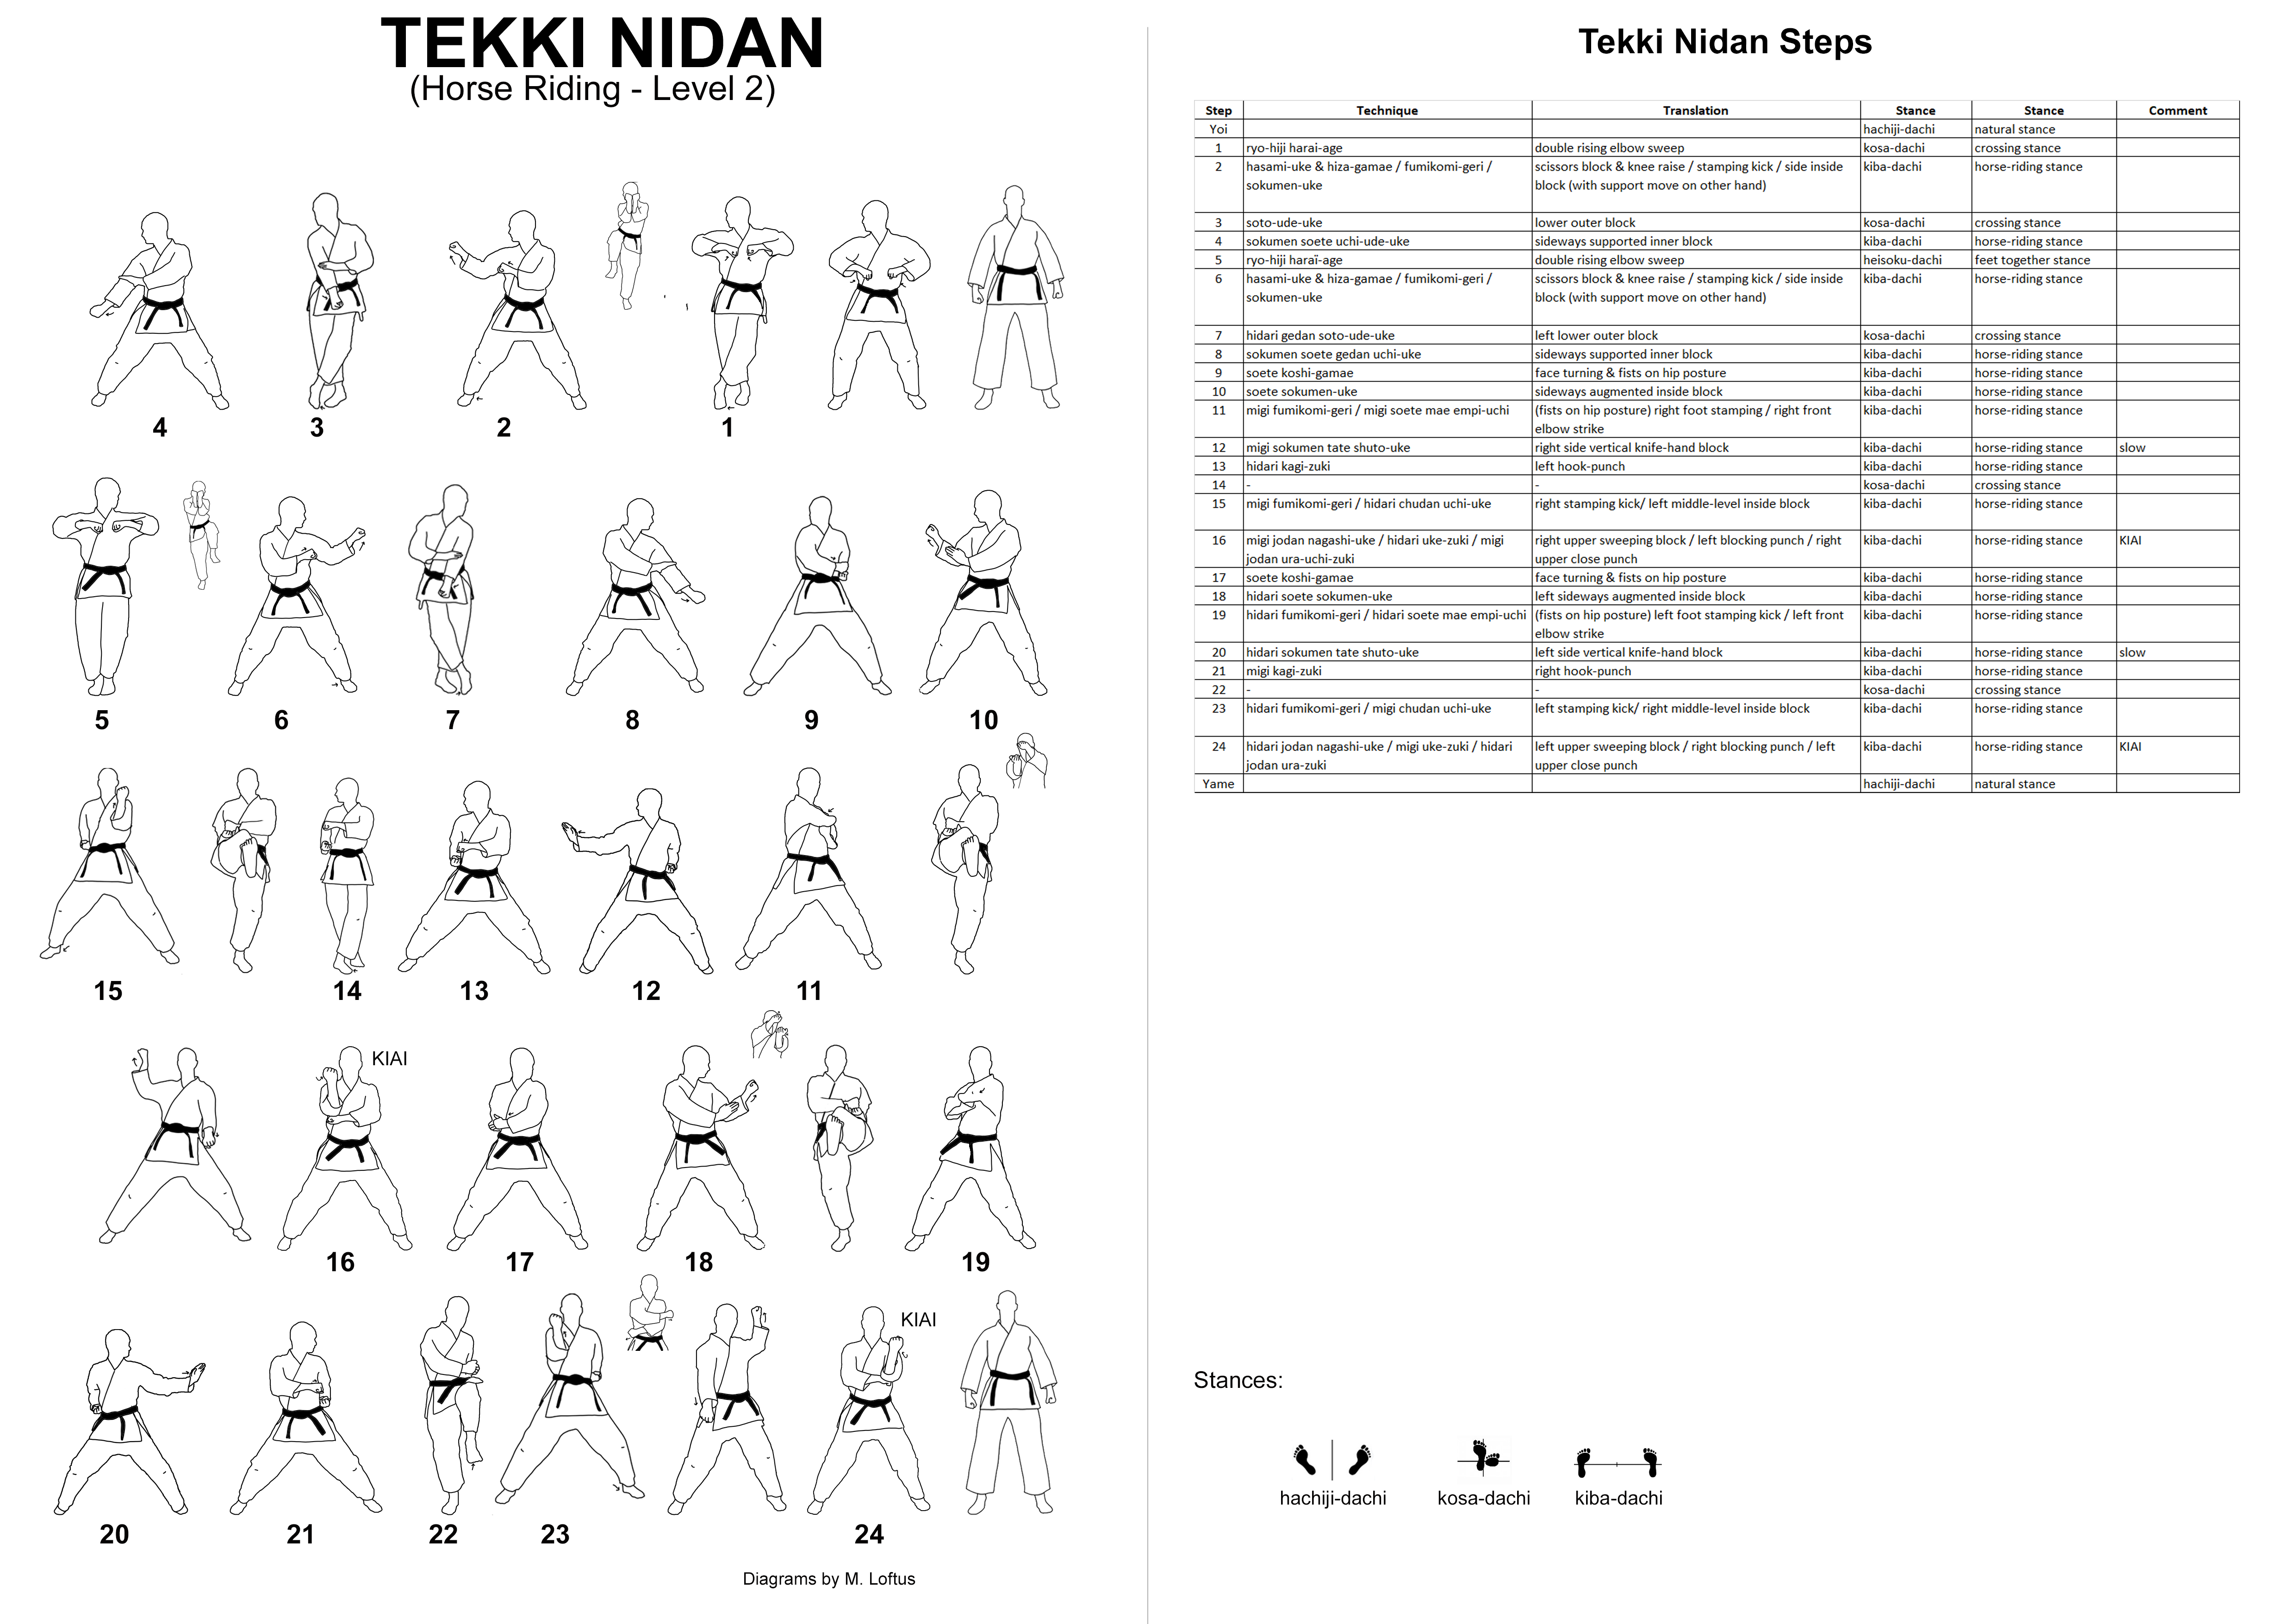 TEKKI NIDAN
(Horse Riding - Level 2)
4 3 2 1
5 6 7 8 9 10
15 14 13 12 11
KIAI
16 17 18 19
KIAI
20 21 22 23 24
Diagrams by M. Loftus
Tekki Nidan Steps
Step Technique Translation Stance Stance Comment
Yoi hachiji-dachi natural stance
1 ryo-hiji harai-age double rising elbow sweep kosa-dachi crossing stance
2 hasami-uke & hiza-gamae / fumikomi-geri / scissors block & knee raise / stamping kick / side inside kiba-dachi horse-riding stance
sokumen-uke block (with support move on other hand)
3 soto-ude-uke lower outer block kosa-dachi crossing stance
4 sokumen soete uchi-ude-uke sideways supported inner block kiba-dachi horse-riding stance
5 ryo-hiji haraï-age double rising elbow sweep heisoku-dachi feet together stance
6 hasami-uke & hiza-gamae / fumikomi-geri / scissors block & knee raise / stamping kick / side inside kiba-dachi horse-riding stance
sokumen-uke block (with support move on other hand)
7 hidari gedan soto-ude-uke left lower outer block kosa-dachi crossing stance
8 sokumen soete gedan uchi-uke sideways supported inner block kiba-dachi horse-riding stance
9 soete koshi-gamae face turning & fists on hip posture kiba-dachi horse-riding stance
10 soete sokumen-uke sideways augmented inside block kiba-dachi horse-riding stance
11 migi fumikomi-geri / migi soete mae empi-uchi (fists on hip posture) right foot stamping / right front kiba-dachi horse-riding stance
elbow strike
12 migi sokumen tate shuto-uke right side vertical knife-hand block kiba-dachi horse-riding stance slow
13 hidari kagi-zuki left hook-punch kiba-dachi horse-riding stance
14 - - kosa-dachi crossing stance
15 migi fumikomi-geri / hidari chudan uchi-uke right stamping kick/ left middle-level inside block kiba-dachi horse-riding stance
16 migi jodan nagashi-uke / hidari uke-zuki / migi right upper sweeping block / left blocking punch / right kiba-dachi horse-riding stance KIAI
jodan ura-uchi-zuki upper close punch
17 soete koshi-gamae face turning & fists on hip posture kiba-dachi horse-riding stance
18 hidari soete sokumen-uke left sideways augmented inside block kiba-dachi horse-riding stance
19 hidari fumikomi-geri / hidari soete mae empi-uchi (fists on hip posture) left foot stamping kick / left front kiba-dachi horse-riding stance
elbow strike
20 hidari sokumen tate shuto-uke left side vertical knife-hand block kiba-dachi horse-riding stance slow
21 migi kagi-zuki right hook-punch kiba-dachi horse-riding stance
22 - - kosa-dachi crossing stance
23 hidari fumikomi-geri / migi chudan uchi-uke left stamping kick/ right middle-level inside block kiba-dachi horse-riding stance
24 hidari jodan nagashi-uke / migi uke-zuki / hidari left upper sweeping block / right blocking punch / left kiba-dachi horse-riding stance KIAI
jodan ura-zuki upper close punch
Yame hachiji-dachi natural stance
Stances:
hachiji-dachi kosa-dachi kiba-dachi